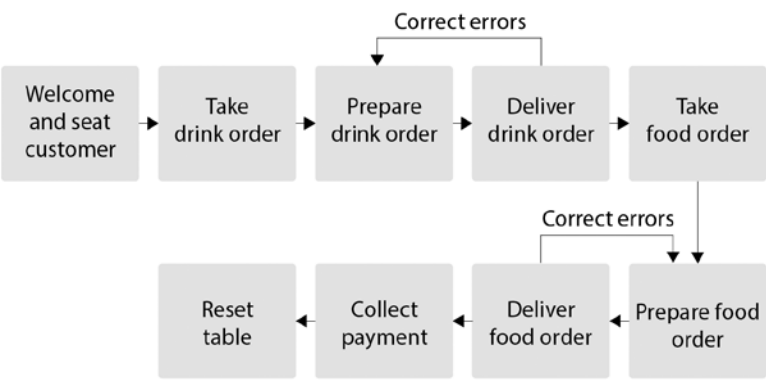 Correct errors
Welcome
and seat
customer
Take
drink order
Prepare
drink order
Deliver
drink order
Take
food order
Correct errors
Reset
table
Collect
payment
Deliver
food order
Prepare food
order